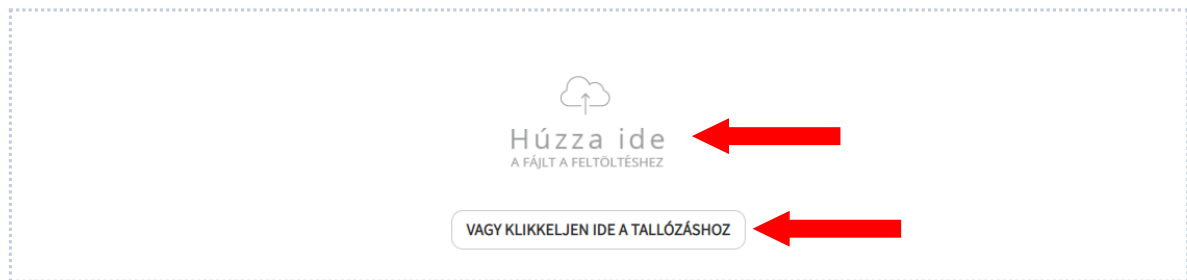 Húzza ide
A FÁJLT A FELTÖLTÉSHEZ
VAGY KLIKKELJEN IDE A TALLÓZÁSHOZ